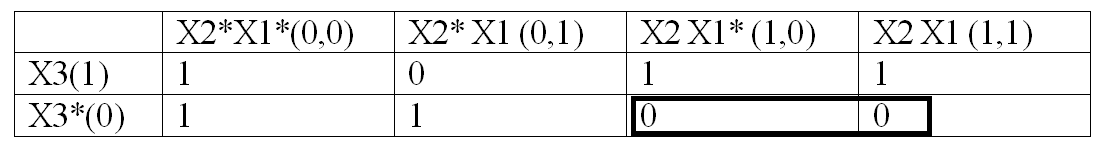 X2*X1*(0,0) X2* X1 (0,1) X2 X1* (1,0) X2 X1 (1,1)
X3(1) 1 0 1 1
X3*(0) 1 1 0 0